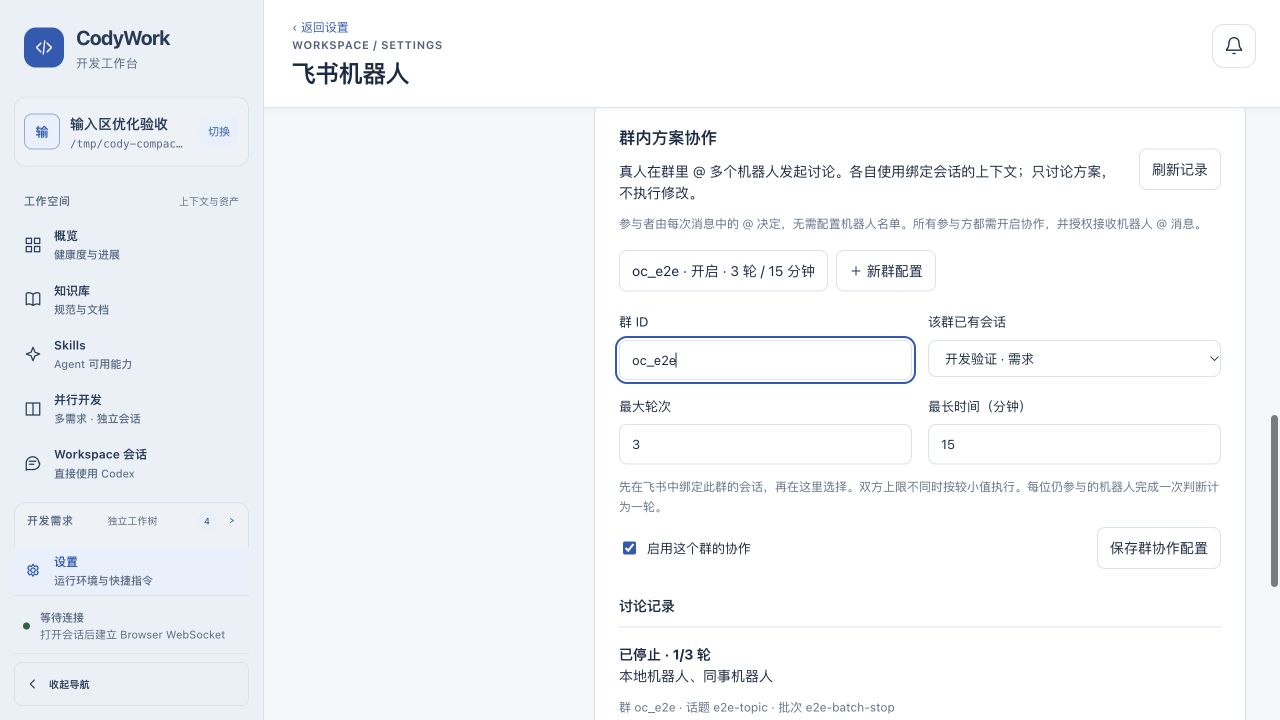 CodyWork
开发工作台
输
输入区优化验收
/tmp/cody-compac…
切换
工作空间
上下文与资产
概览
健康度与进展
知识库
规范与文档
Skills
Agent 可用能力
并行开发
多需求 · 独立会话
Workspace 会话
直接使用 Codex
开发需求
独立工作树
4
设置
运行环境与快捷指令
等待连接
打开会话后建立 Browser WebSocket
收起导航
‹ 返回设置
WORKSPACE / SETTINGS
飞书机器人
群内方案协作
真人在群里 @ 多个机器人发起讨论。各自使用绑定会话的上下文；只讨论方案，
不执行修改。
刷新记录
参与者由每次消息中的 @ 决定，无需配置机器人名单。所有参与方都需开启协作，并授权接收机器人 @ 消息。
oc_e2e · 开启 · 3 轮 / 15 分钟
＋ 新群配置
群 ID
该群已有会话
oc_e2e
开发验证 · 需求
最大轮次
最长时间（分钟）
3
15
先在飞书中绑定此群的会话，再在这里选择。双方上限不同时按较小值执行。每位仍参与的机器人完成一次判断计
为一轮。
启用这个群的协作
保存群协作配置
讨论记录
已停止 · 1/3 轮
本地机器人、同事机器人
群 oc_e2e · 话题 e2e-topic · 批次 e2e-batch-stop